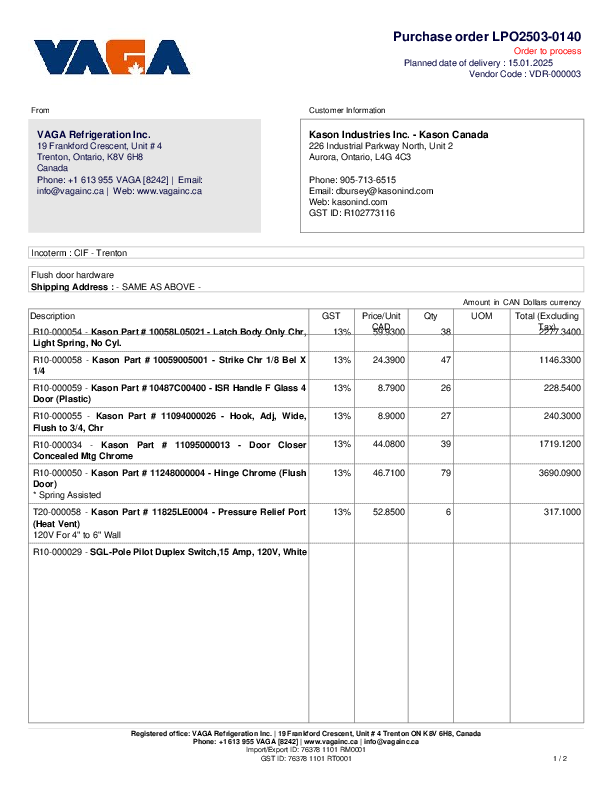 VAGA
Purchase order LPO2503-0140
Order to process
Planned date of delivery : 15.01.2025
Vendor Code : VDR-000003
From
Customer Information
VAGA Refrigeration Inc.
19 Frankford Crescent, Unit # 4
Trenton, Ontario, K8V 6H8
Canada
Phone: +1 613 955 VAGA [8242] | Email:
info@vagainc.ca | Web: www.vagainc.ca
Kason Industries Inc. - Kason Canada
226 Industrial Parkway North, Unit 2
Aurora, Ontario, L4G 4C3
Phone: 905-713-6515
Email: dbursey@kasonind.com
Web: kasonind.com
GST ID: R102773116
Incoterm : CIF - Trenton
Flush door hardware
Shipping Address : - SAME AS ABOVE -
Amount in CAN Dollars currency
Description GST Price/Unit CAD Qty UOM Total (Excluding Tax)
R10-000054 - Kason Part # 10058L05021 - Latch Body Only Chr, 13% 59.9300 38 2277.3400
Light Spring, No Cyl.
R10-000058 - Kason Part # 10059005001 - Strike Chr 1/8 Bel X 13% 24.3900 47 1146.3300
1/4
R10-000059 - Kason Part # 10487C00400 - ISR Handle F Glass 4 13% 8.7900 26 228.5400
Door (Plastic)
R10-000055 - Kason Part # 11094000026 - Hook, Adj, Wide, 13% 8.9000 27 240.3000
Flush to 3/4, Chr
R10-000034 - Kason Part # 11095000013 - Door Closer 13% 44.0800 39 1719.1200
Concealed Mtg Chrome
R10-000050 - Kason Part # 11248000004 - Hinge Chrome (Flush 13% 46.7100 79 3690.0900
Door)
* Spring Assisted
T20-000058 - Kason Part # 11825LE0004 - Pressure Relief Port 13% 52.8500 6 317.1000
(Heat Vent)
120V For 4" to 6" Wall
R10-000029 - SGL-Pole Pilot Duplex Switch,15 Amp, 120V, White
Registered office: VAGA Refrigeration Inc. | 19 Frankford Crescent, Unit # 4 Trenton ON K8V 6H8, Canada
Phone: +1 613 955 VAGA [8242] | www.vagainc.ca | info@vagainc.ca
Import/Export ID: 76378 1101 RM0001
GST ID: 76378 1101 RT0001
1 / 2